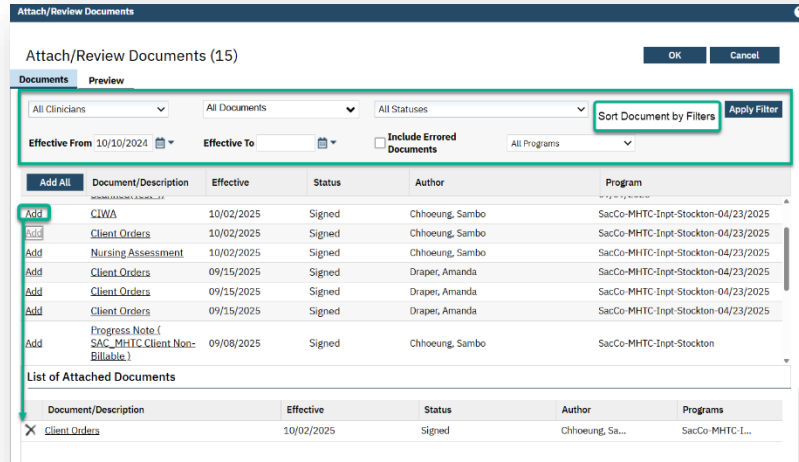 Attach/Review Documents
Attach/Review Documents (15)
OK Cancel
Documents Preview
All Clinicians All Documents All Statuses Sort Document by Filters Apply Filter
Effective From 10/10/2024 Effective To Include Errored Documents All Programs
Add All Document/Description Effective Status Author Program
Add CIWA 10/02/2025 Signed Chhoeung, Sambo SacCo-MHTC-Inpt-Stockton-04/23/2025
Add Client Orders 10/02/2025 Signed Chhoeung, Sambo SacCo-MHTC-Inpt-Stockton-04/23/2025
Add Nursing Assessment 10/02/2025 Signed Chhoeung, Sambo SacCo-MHTC-Inpt-Stockton-04/23/2025
Add Client Orders 09/15/2025 Signed Draper, Amanda SacCo-MHTC-Inpt-Stockton-04/23/2025
Add Client Orders 09/15/2025 Signed Draper, Amanda SacCo-MHTC-Inpt-Stockton-04/23/2025
Add Client Orders 09/15/2025 Signed Draper, Amanda SacCo-MHTC-Inpt-Stockton-04/23/2025
Progress Note (
Add SAC_MHTC Client Non- 09/08/2025 Signed Chhoeung, Sambo SacCo-MHTC-Inpt-Stockton
Billable )
List of Attached Documents
Document/Description Effective Status Author Programs
Client Orders 10/02/2025 Signed Chhoeung, Sa... SacCo-MHTC-I...